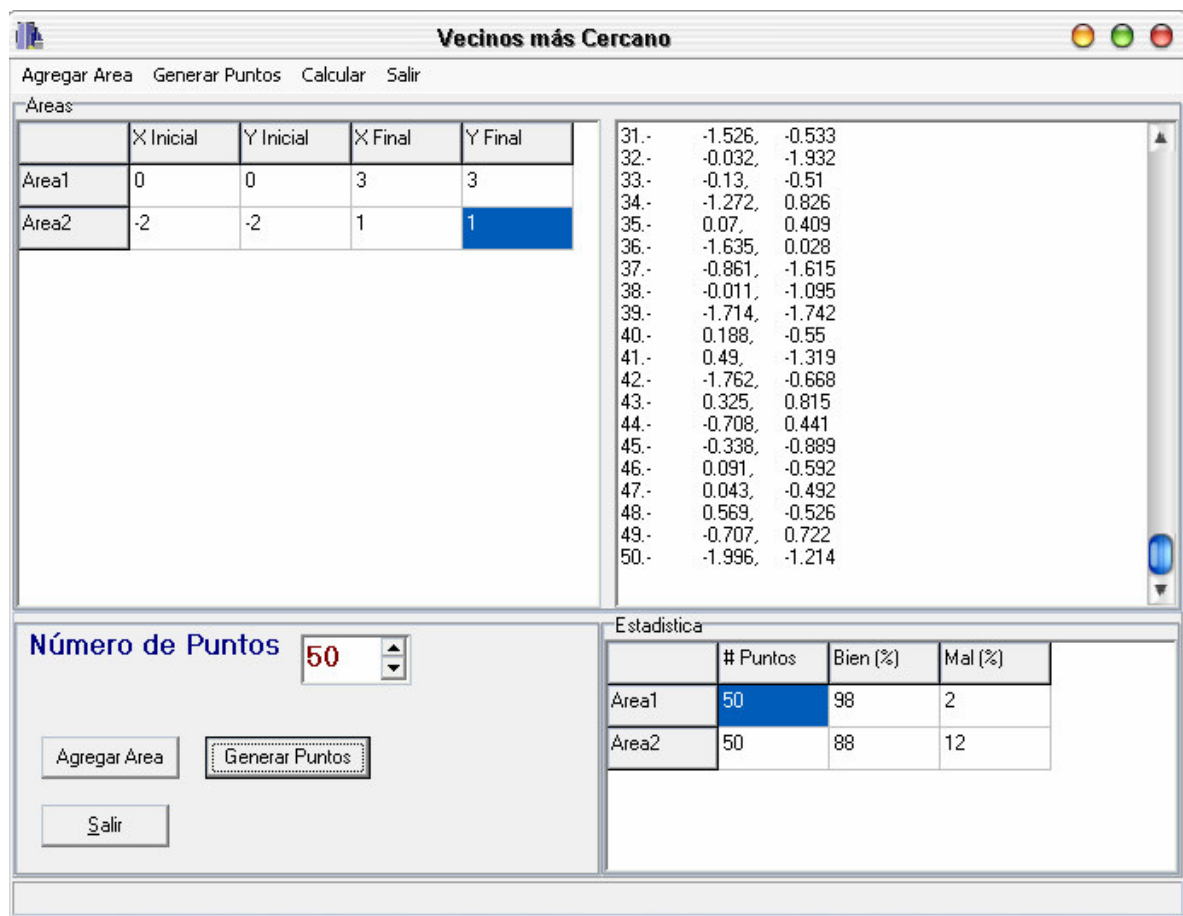 Vecinos más Cercano
Agregar Area Generar Puntos Calcular Salir
Areas
X Inicial Y Inicial X Final Y Final
Area1 0 0 3 3
Area2 -2 -2 1 1
31.- -1.526, -0.533
32.- -0.032, -1.932
33.- -0.13, -0.51
34.- -1.272, 0.826
35.- 0.07, 0.409
36.- -1.635, 0.028
37.- -0.861, -1.615
38.- -0.011, -1.095
39.- -1.714, -1.742
40.- 0.188, -0.55
41.- 0.49, -1.319
42.- -1.762, -0.668
43.- 0.325, 0.815
44.- -0.708, 0.441
45.- -0.338, -0.889
46.- 0.091, -0.592
47.- 0.043, -0.492
48.- 0.569, -0.526
49.- -0.707, 0.722
50.- -1.996, -1.214
Número de Puntos 50
Agregar Area Generar Puntos
Salir
Estadistica
# Puntos Bien (%) Mal (%)
Area1 50 98 2
Area2 50 88 12